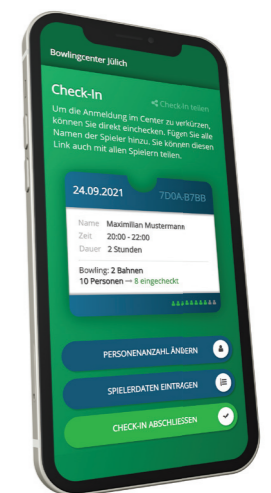 Bowlingcenter Jülich
Check-In
Check-In teilen
Um die Anmeldung im Center zu verkürzen,
können Sie direkt einchecken. Fügen Sie alle
Namen der Spieler hinzu. Sie können diesen
Link auch mit allen Spielern teilen.
24.09.2021 7D0A-B7BB
Name Maximilian Mustermann
Zeit 20:00 - 22:00
Dauer 2 Stunden
Bowling: 2 Bahnen
10 Personen → 8 eingecheckt
PERSONENANZAHL ÄNDERN
SPIELERDATEN EINTRAGEN
CHECK-IN ABSCHLIESSEN